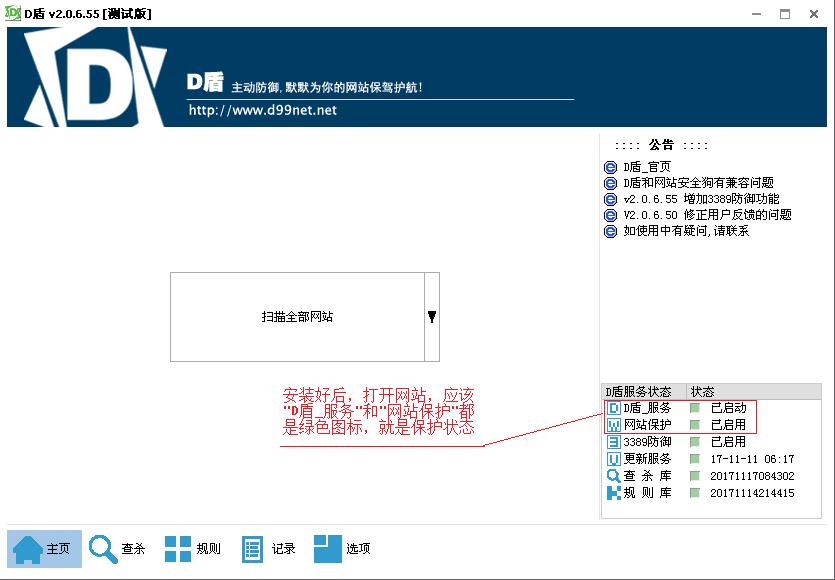 D盾 v2.0.6.55 [测试版]
D盾 主动防御,默默为你的网站保驾护航!
http://www.d99net.net
:::: 公告 ::::
D盾_官页
D盾和网站安全狗有兼容问题
v2.0.6.55 增加3389防御功能
V2.0.6.50 修正用户反馈的问题
如使用中有疑问,请联系
扫描全部网站
安装好后，打开网站，应该
"D盾_服务"和"网站保护"都
是绿色图标，就是保护状态
D盾服务状态 状态
D盾_服务 已启动
网站保护 已启用
3389防御 已启用
更新服务 17-11-11 06:17
查 杀 库 20171117084302
规 则 库 20171114214415
主页 查杀 规则 记录 选项